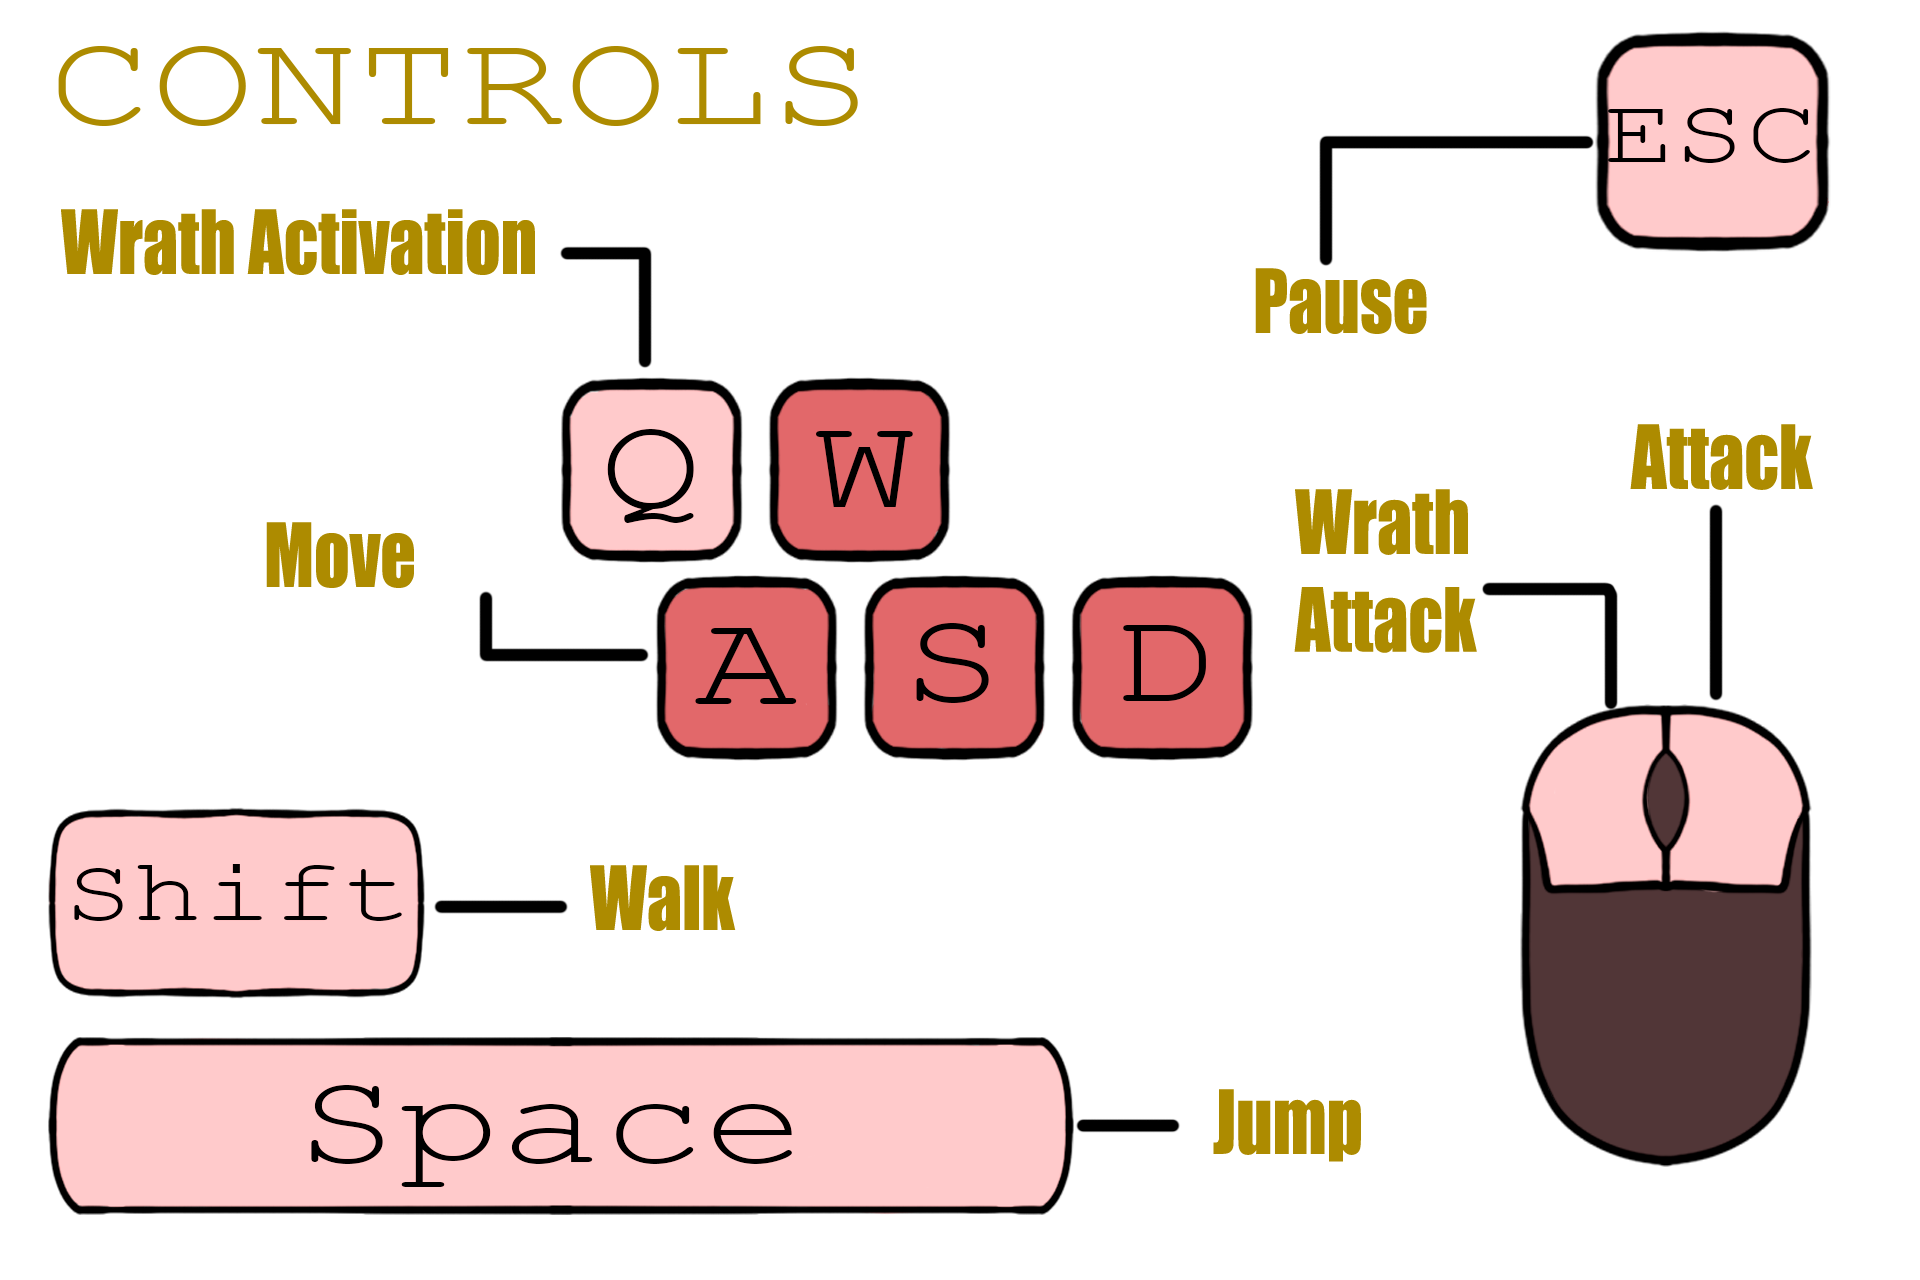 CONTROLS
ESC
Wrath Activation
Pause
Q W
Attack
Wrath
Attack
Move
A S D
Shift
Walk
Space
Jump